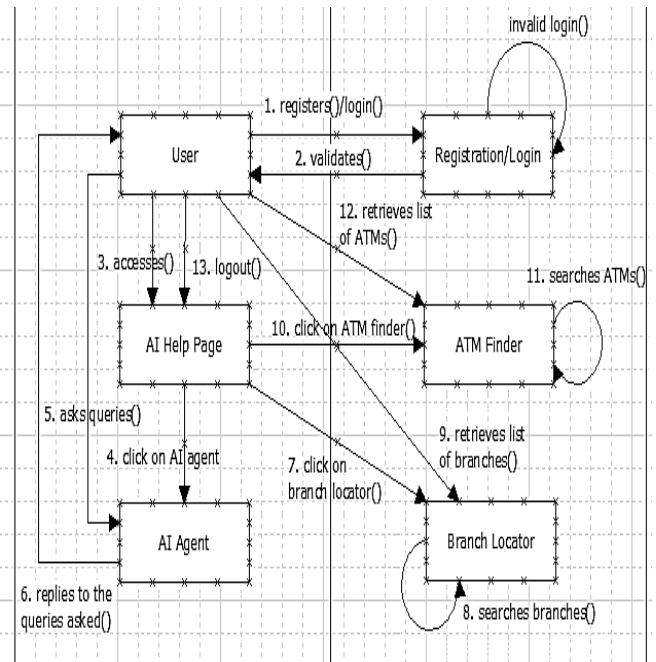 invalid login()
1. registers()/login()
User
Registration/Login
2. validates()
12. retrieves list
of ATMs()
3. accesses()
13. logout()
11. searches ATMs()
10. click on ATM finder()
AI Help Page
ATM Finder
5. asks queries()
4. click on AI agent
9. retrieves list
of branches()
7. click on
branch locator()
AI Agent
Branch Locator
6. replies to the
queries asked()
8. searches branches()